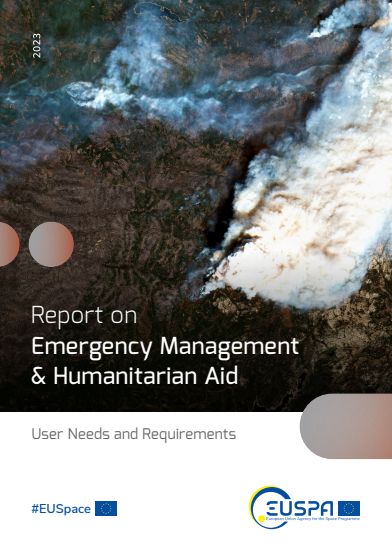 2023
Report on
Emergency Management
& Humanitarian Aid
User Needs and Requirements
#EUSpace
EUSPA
European Union Agency for the Space Programme